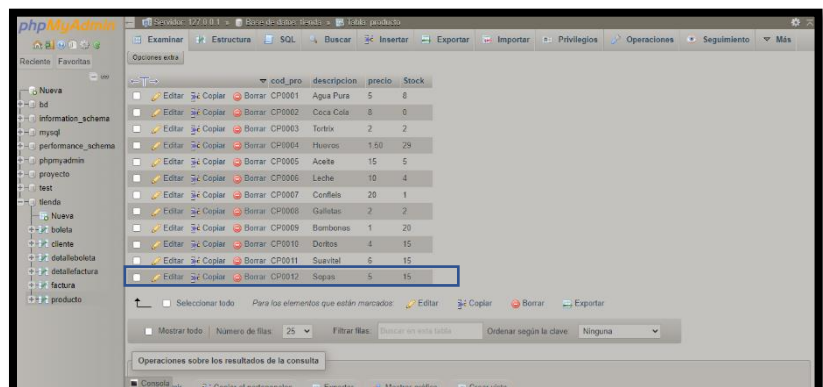 phpMyAdmin
Reciente Favoritas
Nueva
bd
information_schema
mysql
performance_schema
phpmyadmin
proyecto
test
tienda
Nueva
boleta
cliente
detalleboleta
detallefactura
factura
producto
Servidor: 127.0.0.1 » Base de datos: tienda » Tabla: producto
Examinar Estructura SQL Buscar Insertar Exportar Importar Privilegios Operaciones Seguimiento Más
Opciones extra
cod_pro descripcion precio Stock
Editar Copiar Borrar CP0001 Agua Pura 5 8
Editar Copiar Borrar CP0002 Coca Cola 8
Editar Copiar Borrar CP0003 Tortrix 2 2
Editar Copiar Borrar CP0004 Huevos 1.60 29
Editar Copiar Borrar CP0005 Aceite 15 5
Editar Copiar Borrar CP0006 Leche 10 4
Editar Copiar Borrar CP0007 20 1
Editar Copiar Borrar CP0008 Galletas 2 2
Editar Copiar Borrar CP0009 Bombones 1 20
Editar Copiar Borrar CP0010 Doritos 4 15
Editar Copiar Borrar CP0011 Suavitel 6 15
Editar Copiar Borrar CP0012 Sopas 5 15
Seleccionar todo Para los elementos que están marcados: Editar Copiar Borrar Exportar
Mostrar todo Número de filas: 25 Filtrar filas: Buscar en esta tabla Ordenar según la clave: Ninguna
Operaciones sobre los resultados de la consulta
Consola